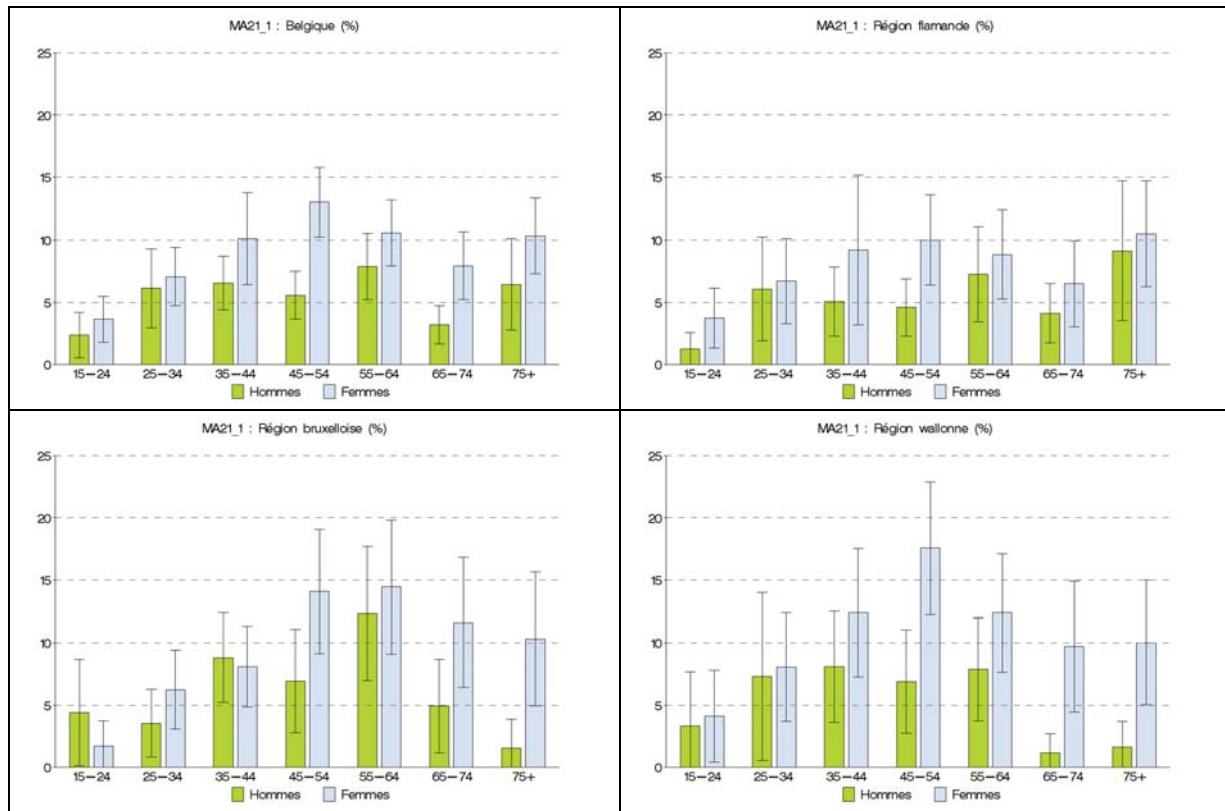 MA21_1 : Belgique (%)
25
20
15
10
5
0
15–24 25–34 35–44 45–54 55–64 65–74 75+
Hommes Femmes
MA21_1 : Région flamande (%)
25
20
15
10
5
0
15–24 25–34 35–44 45–54 55–64 65–74 75+
Hommes Femmes
MA21_1 : Région bruxelloise (%)
25
20
15
10
5
0
15–24 25–34 35–44 45–54 55–64 65–74 75+
Hommes Femmes
MA21_1 : Région wallonne (%)
25
20
15
10
5
0
15–24 25–34 35–44 45–54 55–64 65–74 75+
Hommes Femmes